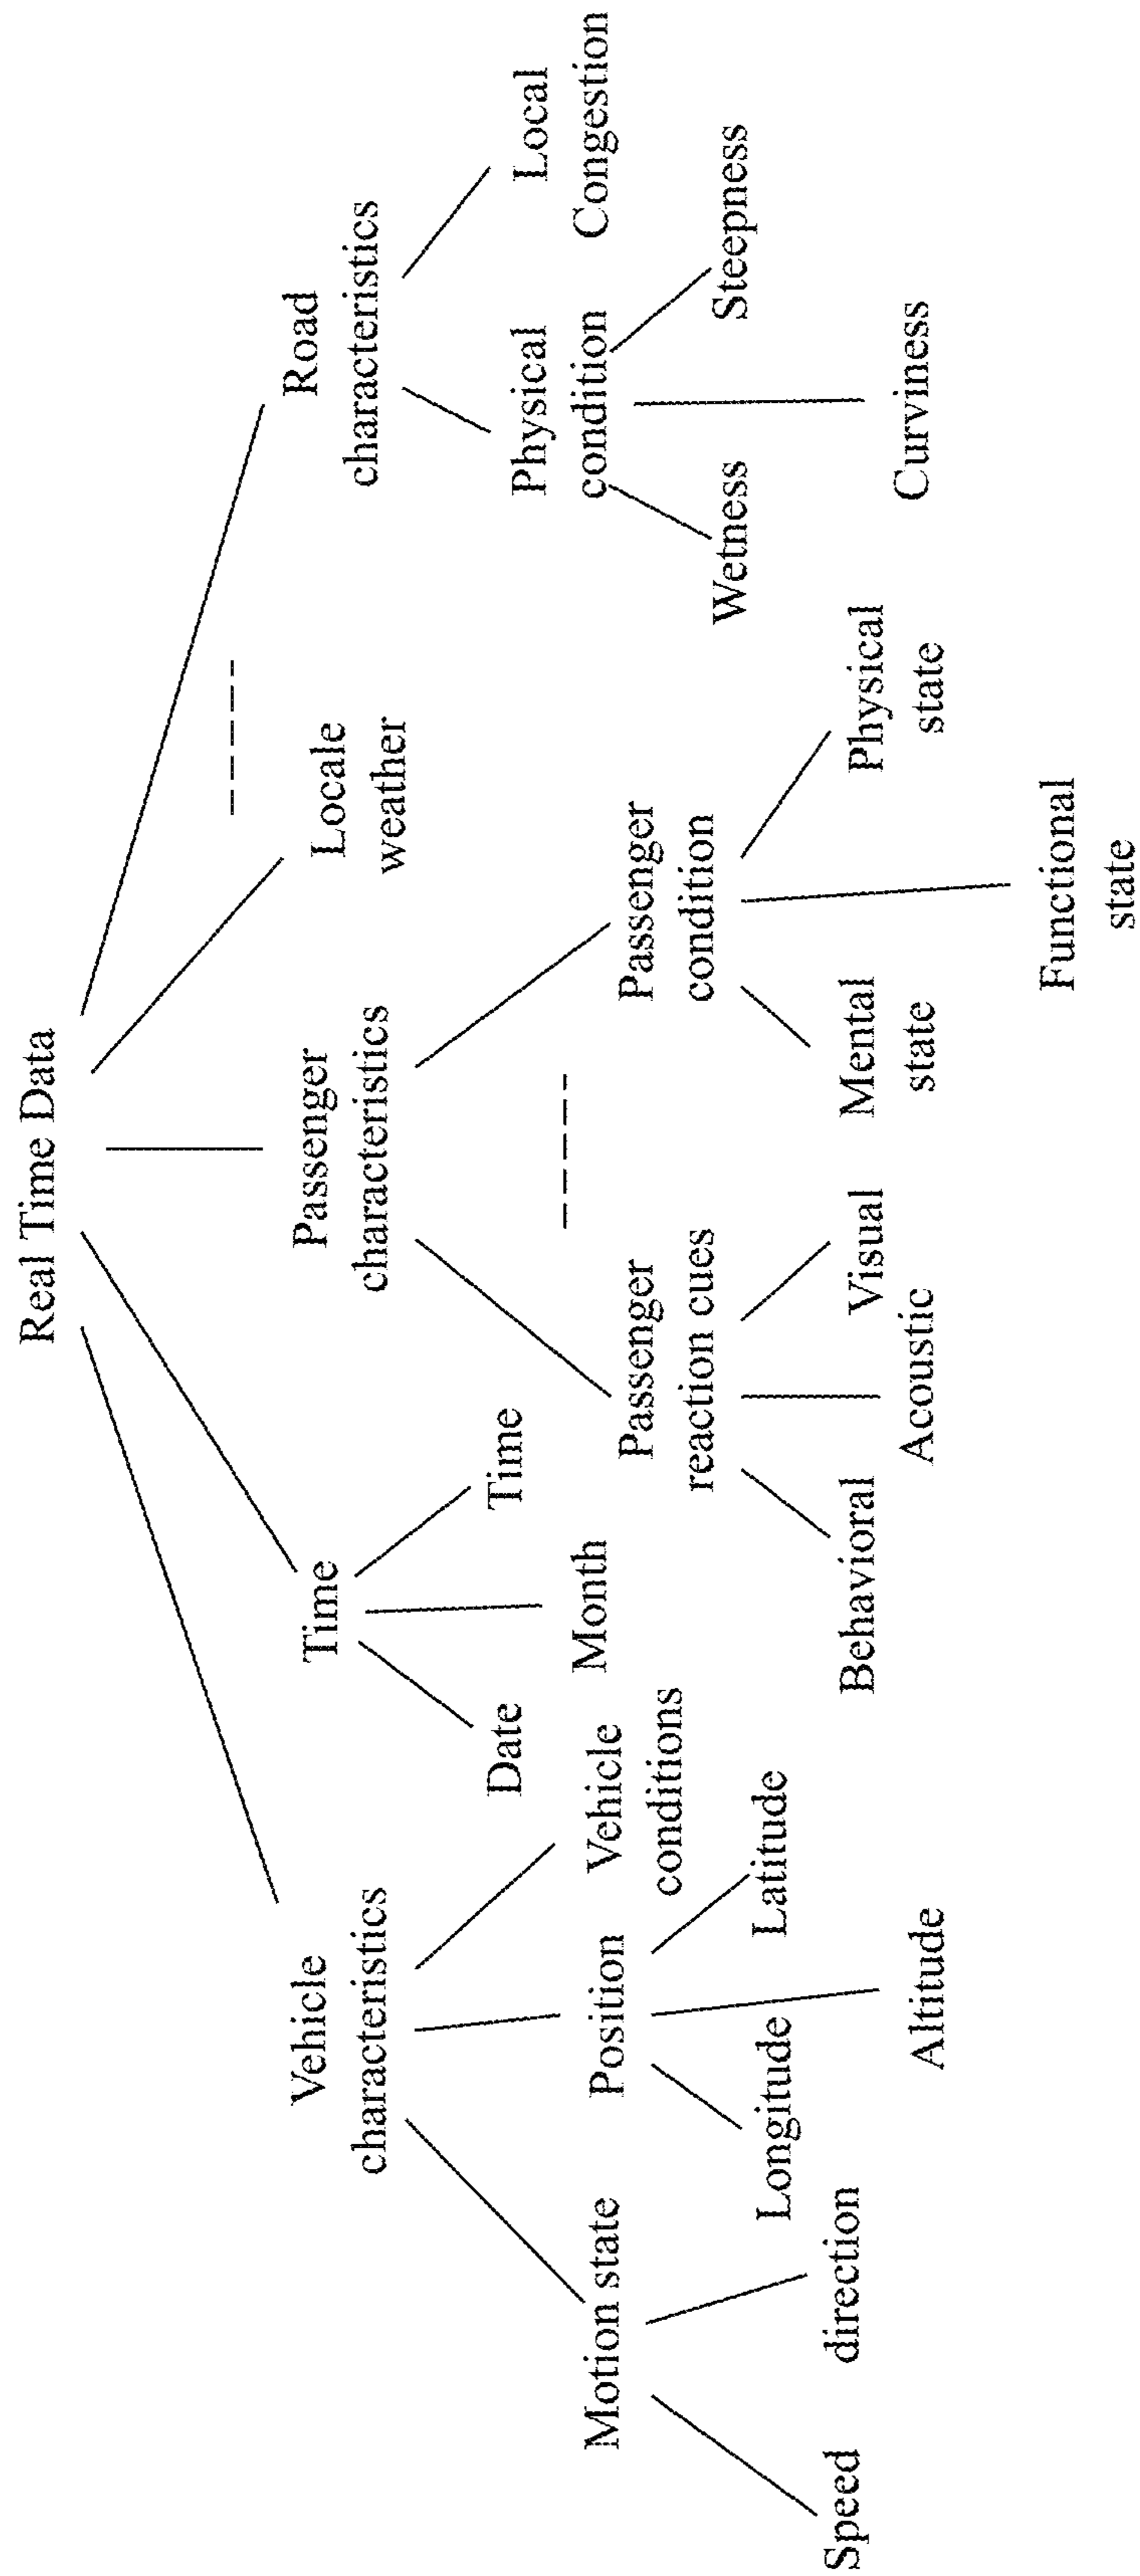 Real Time Data
Vehicle
characteristics
Time
Passenger
characteristics
Locale
weather
Road
characteristics
Motion state
Position
Vehicle
conditions
Date
Month
Time
Passenger
reaction cues
Passenger
condition
Physical
condition
Local
Congestion
Speed
direction
Longitude
Altitude
Latitude
Behavioral
Acoustic
Visual
Mental
state
Functional
state
Physical
state
Wetness
Curviness
Steepness